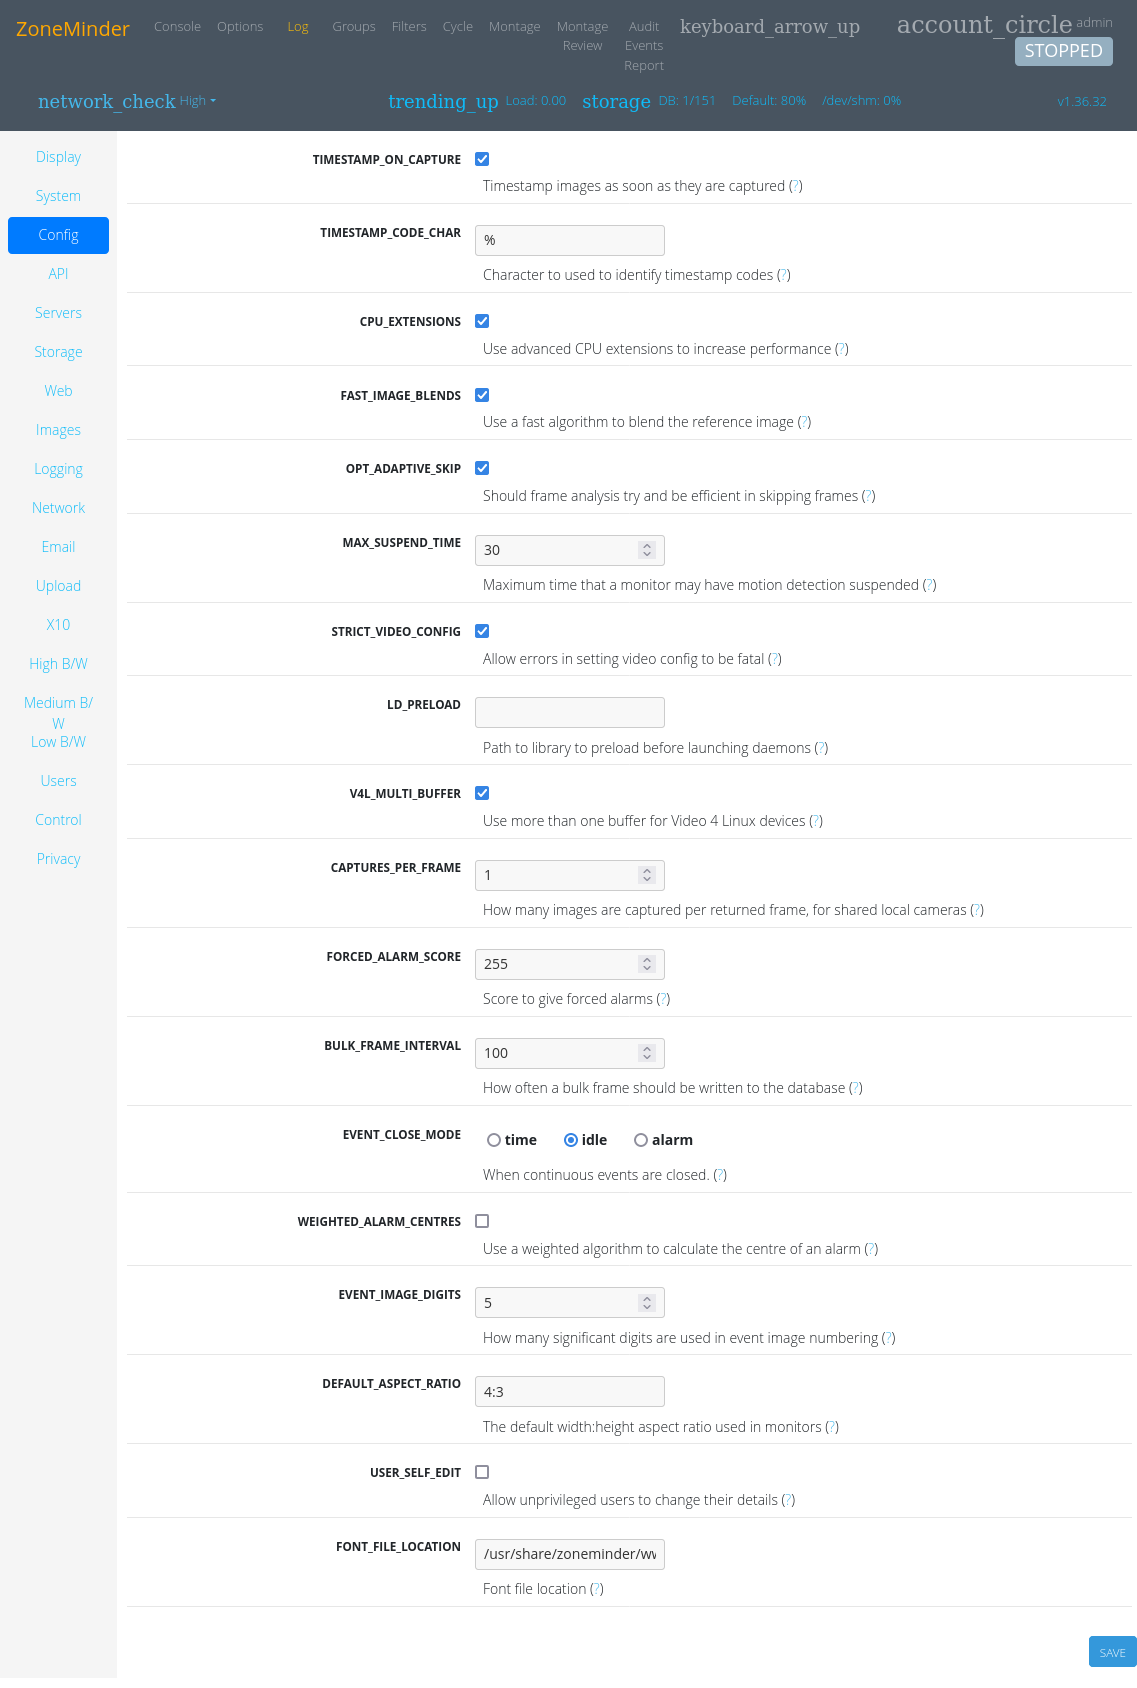 ZoneMinder
Console
Options
Log
Groups
Filters
Cycle
Montage
Montage
Review
Audit
Events
Report
keyboard_arrow_up
account_circle admin
STOPPED
network_check High
trending_up Load: 0.00
storage DB: 1/151
Default: 80%
/dev/shm: 0%
v1.36.32
Display
System
Config
API
Servers
Storage
Web
Images
Logging
Network
Email
Upload
X10
High B/W
Medium B/
W
Low B/W
Users
Control
Privacy
TIMESTAMP_ON_CAPTURE
Timestamp images as soon as they are captured (?)
TIMESTAMP_CODE_CHAR
%
Character to used to identify timestamp codes (?)
CPU_EXTENSIONS
Use advanced CPU extensions to increase performance (?)
FAST_IMAGE_BLENDS
Use a fast algorithm to blend the reference image (?)
OPT_ADAPTIVE_SKIP
Should frame analysis try and be efficient in skipping frames (?)
MAX_SUSPEND_TIME
30
Maximum time that a monitor may have motion detection suspended (?)
STRICT_VIDEO_CONFIG
Allow errors in setting video config to be fatal (?)
LD_PRELOAD
Path to library to preload before launching daemons (?)
V4L_MULTI_BUFFER
Use more than one buffer for Video 4 Linux devices (?)
CAPTURES_PER_FRAME
1
How many images are captured per returned frame, for shared local cameras (?)
FORCED_ALARM_SCORE
255
Score to give forced alarms (?)
BULK_FRAME_INTERVAL
100
How often a bulk frame should be written to the database (?)
EVENT_CLOSE_MODE
time
idle
alarm
When continuous events are closed. (?)
WEIGHTED_ALARM_CENTRES
Use a weighted algorithm to calculate the centre of an alarm (?)
EVENT_IMAGE_DIGITS
5
How many significant digits are used in event image numbering (?)
DEFAULT_ASPECT_RATIO
4:3
The default width:height aspect ratio used in monitors (?)
USER_SELF_EDIT
Allow unprivileged users to change their details (?)
FONT_FILE_LOCATION
/usr/share/zoneminder/wv
Font file location (?)
SAVE